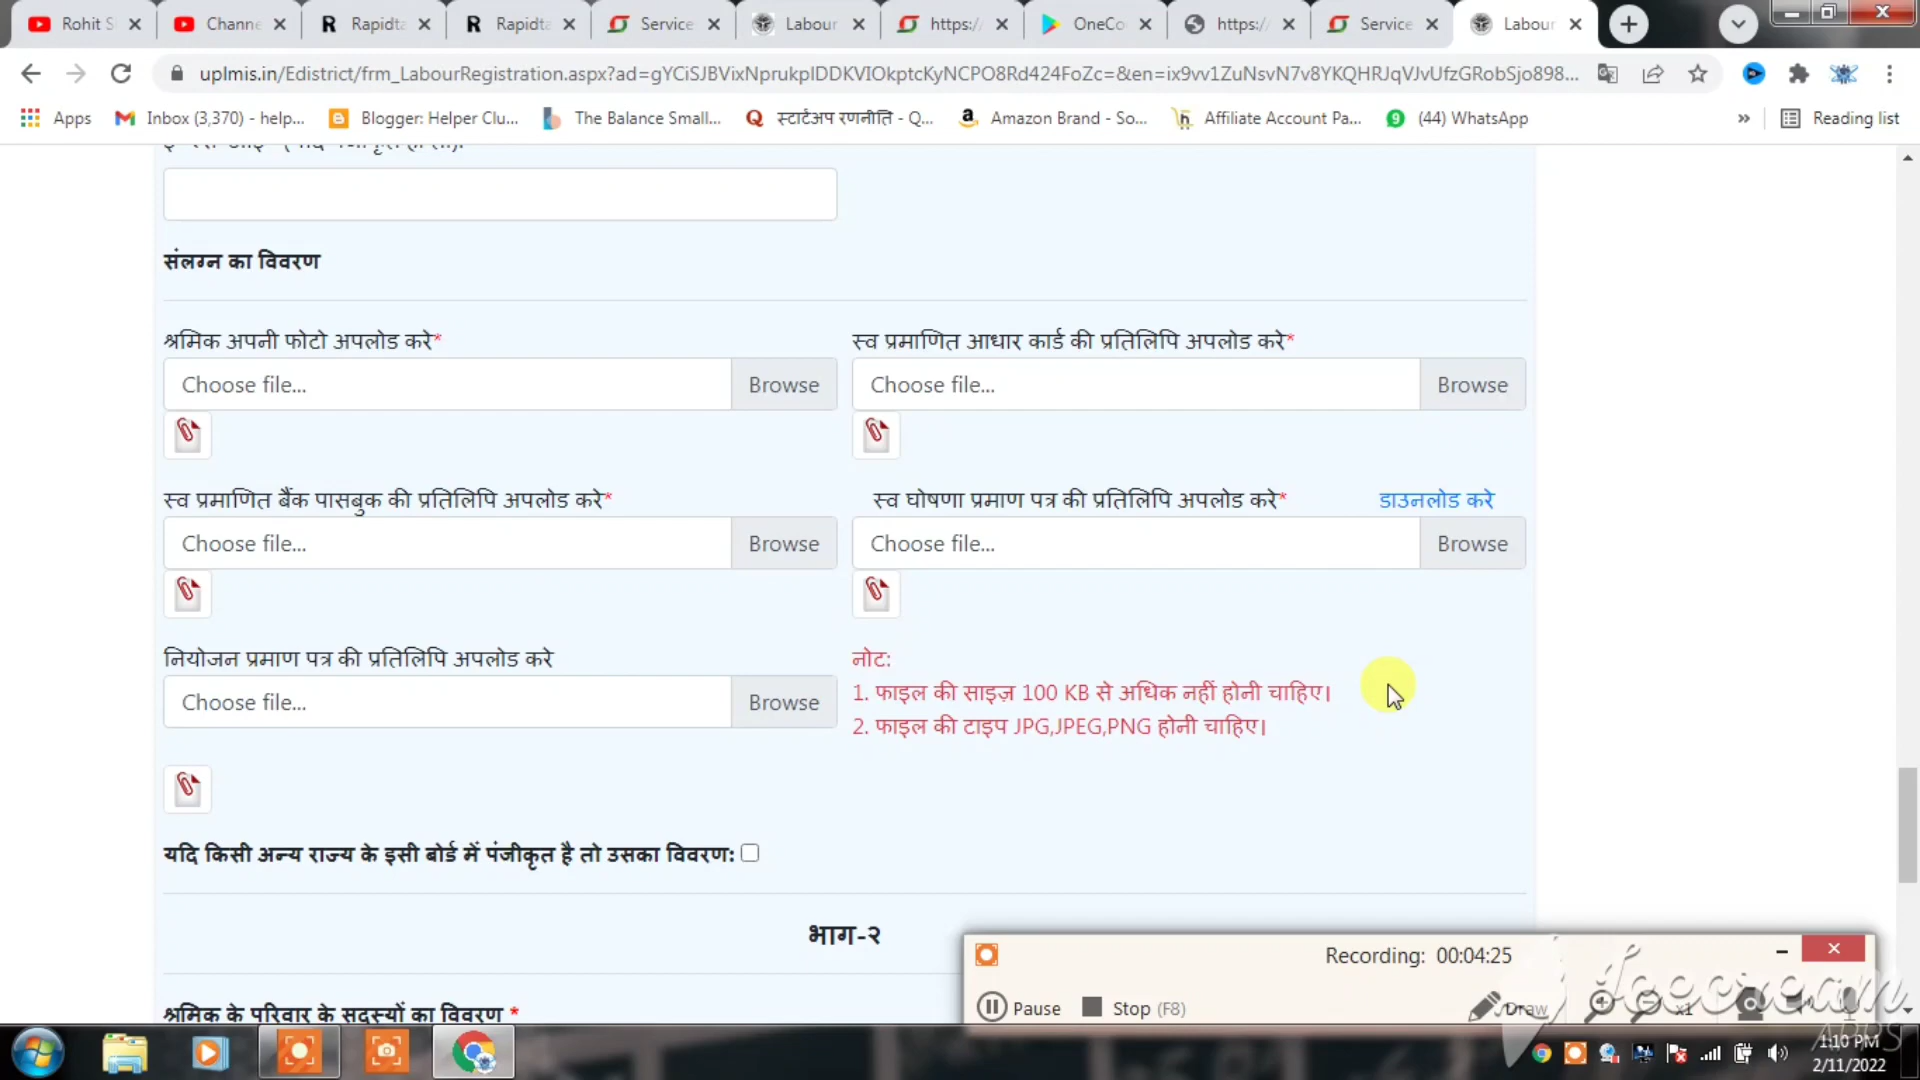 Rohit S
Channe
Rapidta
Rapidta
Service
Labour
https:/
OneCo
https:/
Service
Labour
uplmis.in/Edistrict/frm_LabourRegistration.aspx?ad=gYCiSJBVixNprukplDDKVIOkptcKyNCPO8Rd424FoZc=&en=ix9vv1ZuNsvN7v8YKQHRJqVJvUfzGRobSjo898...
Apps
Inbox (3,370) - help...
Blogger: Helper Clu...
The Balance Small...
स्टार्टअप रणनीति - Q...
Amazon Brand - So...
Affiliate Account Pa...
(44) WhatsApp
»
Reading list
संलग्न का विवरण
श्रमिक अपनी फोटो अपलोड करे*
स्व प्रमाणित आधार कार्ड की प्रतिलिपि अपलोड करे*
Choose file... Browse
Choose file... Browse
स्व प्रमाणित बैंक पासबुक की प्रतिलिपि अपलोड करे*
स्व घोषणा प्रमाण पत्र की प्रतिलिपि अपलोड करे* डाउनलोड करे
Choose file... Browse
Choose file... Browse
नियोजन प्रमाण पत्र की प्रतिलिपि अपलोड करे
नोट:
Choose file... Browse
1. फाइल की साइज़ 100 KB से अधिक नहीं होनी चाहिए।
2. फाइल की टाइप JPG,JPEG,PNG होनी चाहिए।
यदि किसी अन्य राज्य के इसी बोर्ड में पंजीकृत है तो उसका विवरण:
भाग-२
श्रमिक के परिवार के सदस्यों का विवरण *
Recording: 00:04:25
Pause
Stop (F8)
Draw
x1
Icecream
APPS
1:10 PM
2/11/2022